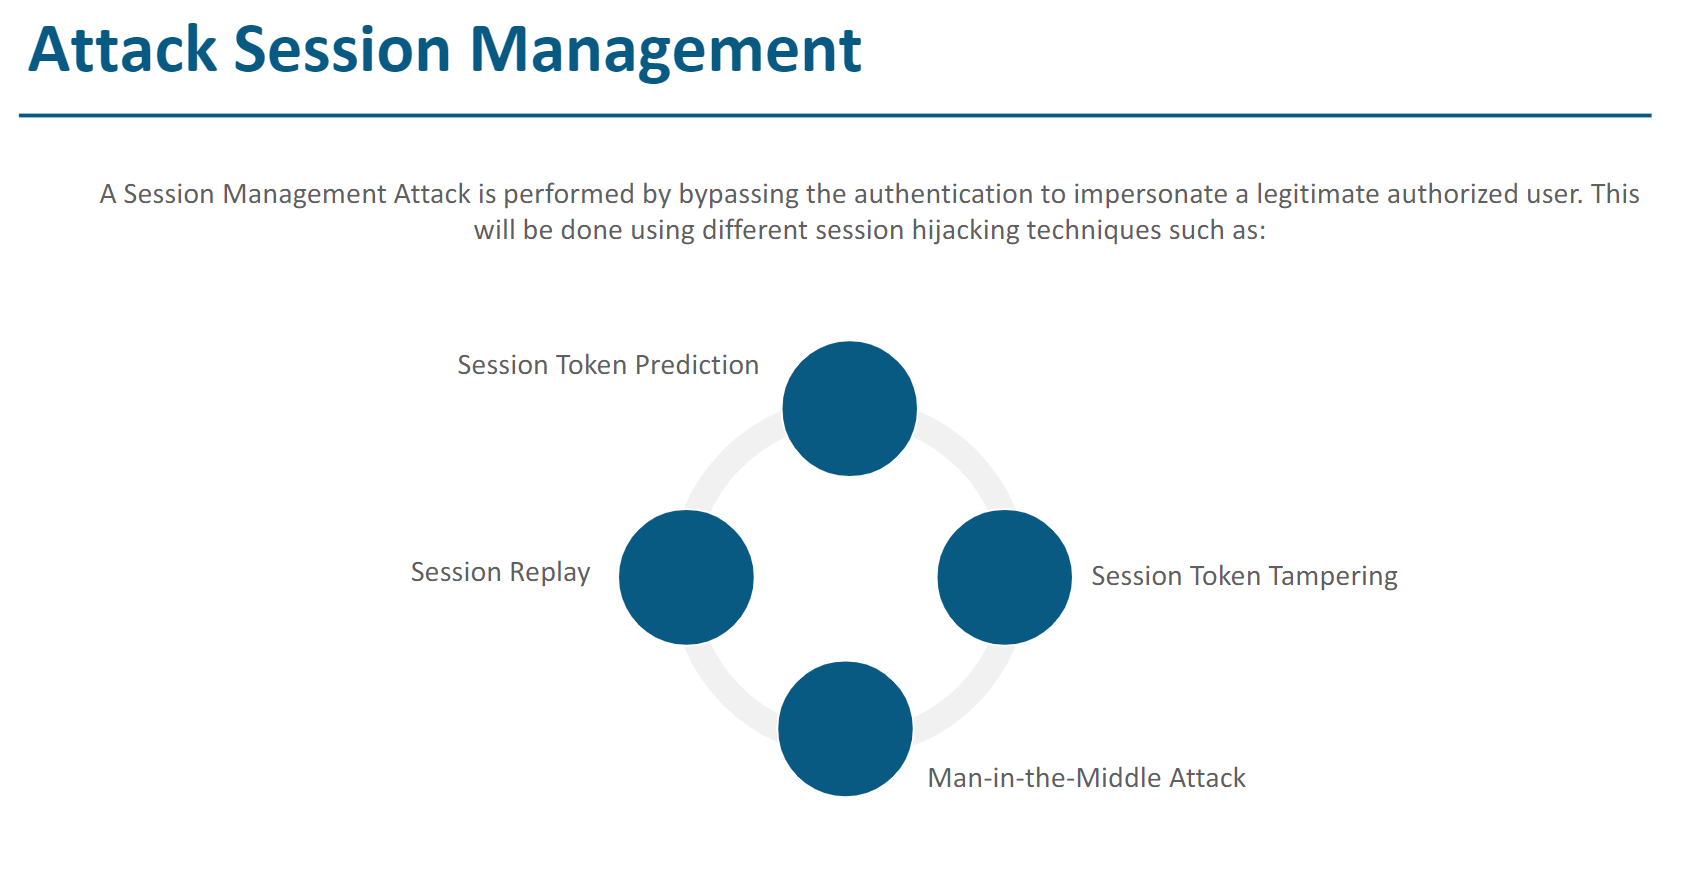 Attack Session Management
A Session Management Attack is performed by bypassing the authentication to impersonate a legitimate authorized user. This
will be done using different session hijacking techniques such as:
Session Token Prediction
Session Replay
Session Token Tampering
Man-in-the-Middle Attack